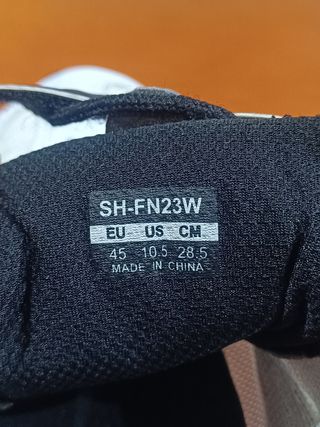 SH-FN23W
EU US CM
45 10.5 28.5
MADE IN CHINA